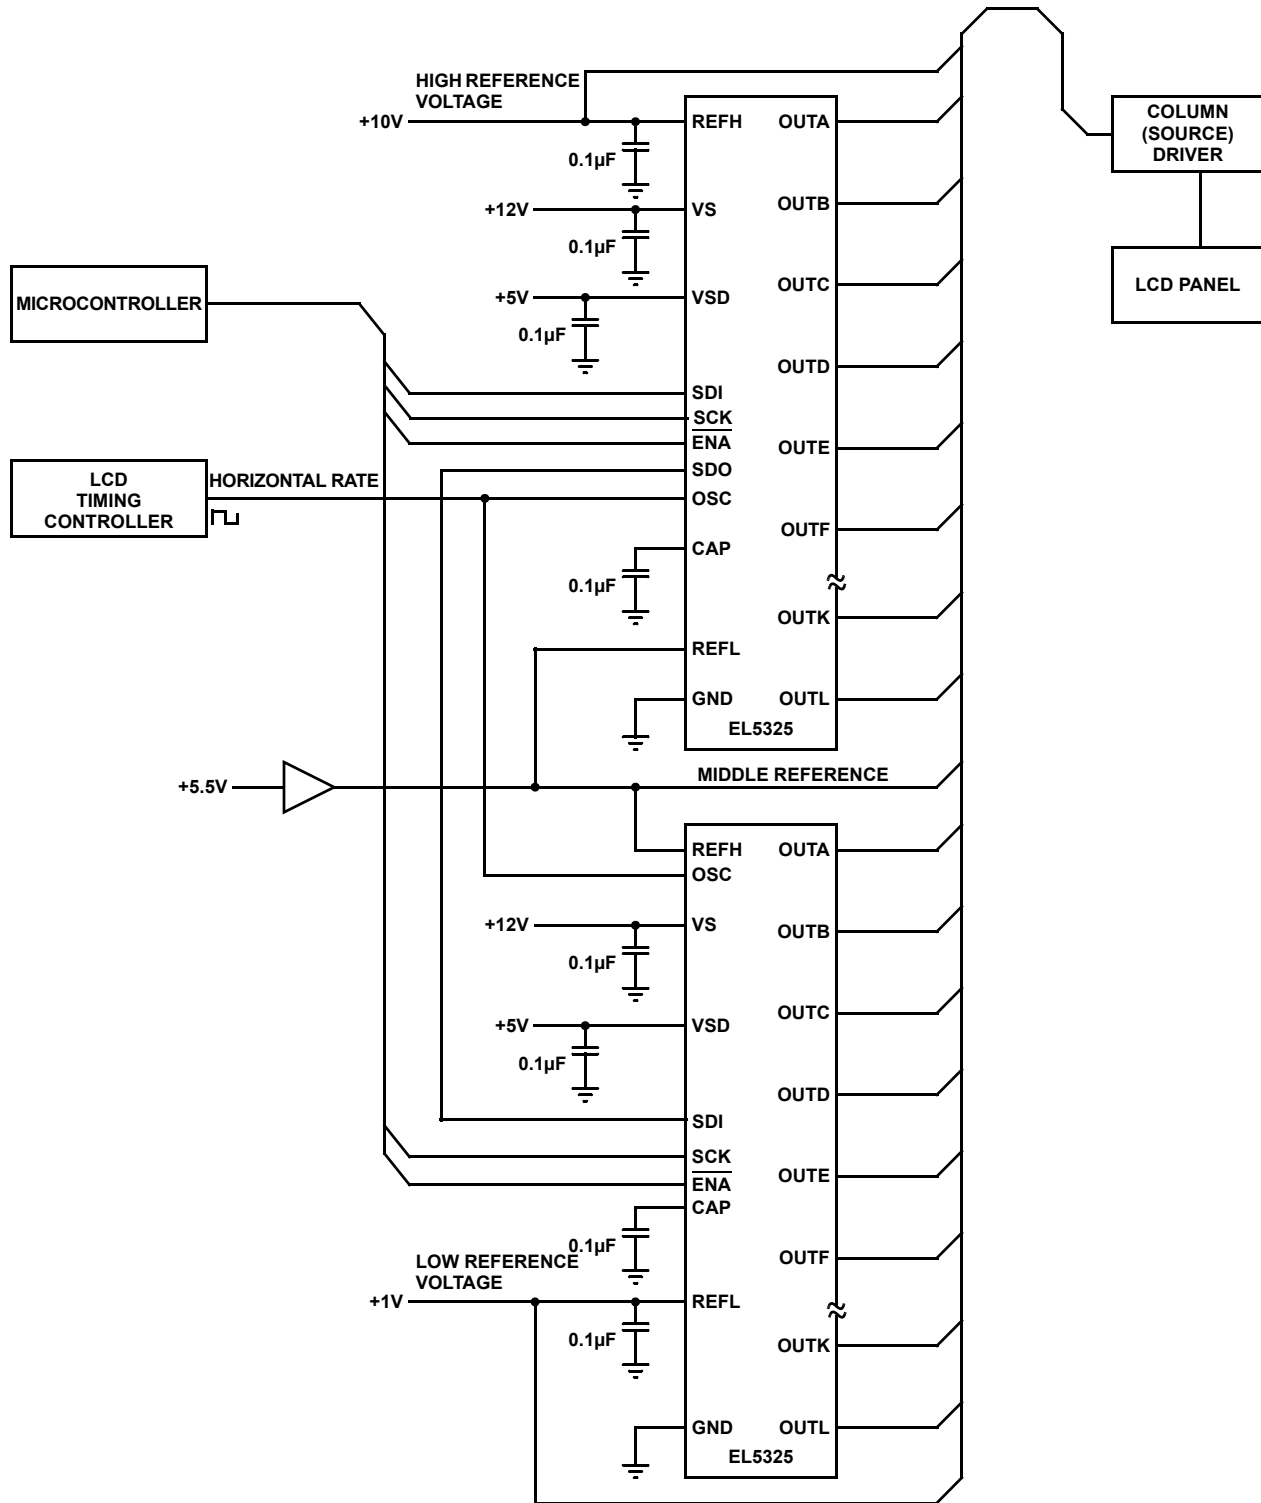 HIGH REFERENCE
VOLTAGE
+10V
REFH
OUTA
0.1µF
+12V
VS
OUTB
0.1µF
+5V
VSD
OUTC
0.1µF
COLUMN
(SOURCE)
DRIVER
LCD PANEL
MICROCONTROLLER
OUTD
SDI
SCK
ENA
OUTE
SDO
LCD
TIMING
CONTROLLER
HORIZONTAL RATE
OSC
OUTF
CAP
0.1µF
OUTK
REFL
GND
OUTL
EL5325
+5.5V
MIDDLE REFERENCE
REFH
OUTA
OSC
+12V
VS
OUTB
0.1µF
+5V
VSD
OUTC
0.1µF
OUTD
SDI
SCK
ENA
OUTE
CAP
0.1µF
OUTF
LOW REFERENCE
VOLTAGE
+1V
REFL
0.1µF
OUTK
GND
OUTL
EL5325